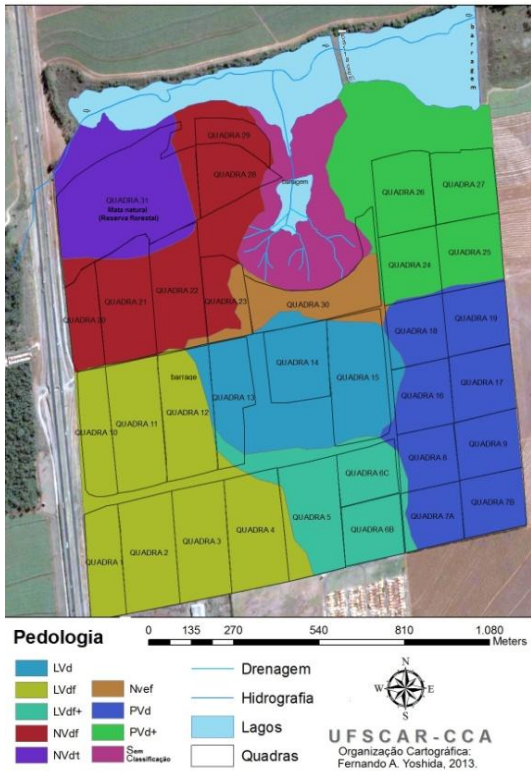 barragem
QUADRA 29
QUADRA 28
QUADRA 27
QUADRA 26
barragem
QUADRA 31
Mata natural
(Reserva florestal)
QUADRA 25
QUADRA 24
QUADRA 21
QUADRA 22
QUADRA 23
QUADRA 30
QUADRA 20
QUADRA 19
QUADRA 18
QUADRA 14
barraqe
QUADRA 15
QUADRA 13
QUADRA 17
QUADRA 16
QUADRA 12
QUADRA 11
QUADRA 10
QUADRA 9
QUADRA 8
QUADRA 6C
QUADRA 7B
QUADRA 5
QUADRA 7A
QUADRA 4
QUADRA 6B
QUADRA 3
QUADRA 2
QUADRA 1
Pedologia
0 135 270 540 810 1.080
Meters
LVd
LVdf
LVdf+
NVdf
NVdt
Nvef
PVd
PVd+
Sem
Classificação
Drenagem
Hidrografia
Lagos
Quadras
N
W E
S
UFSCAR-CCA
Organização Cartográfica:
Fernando A. Yoshida, 2013.